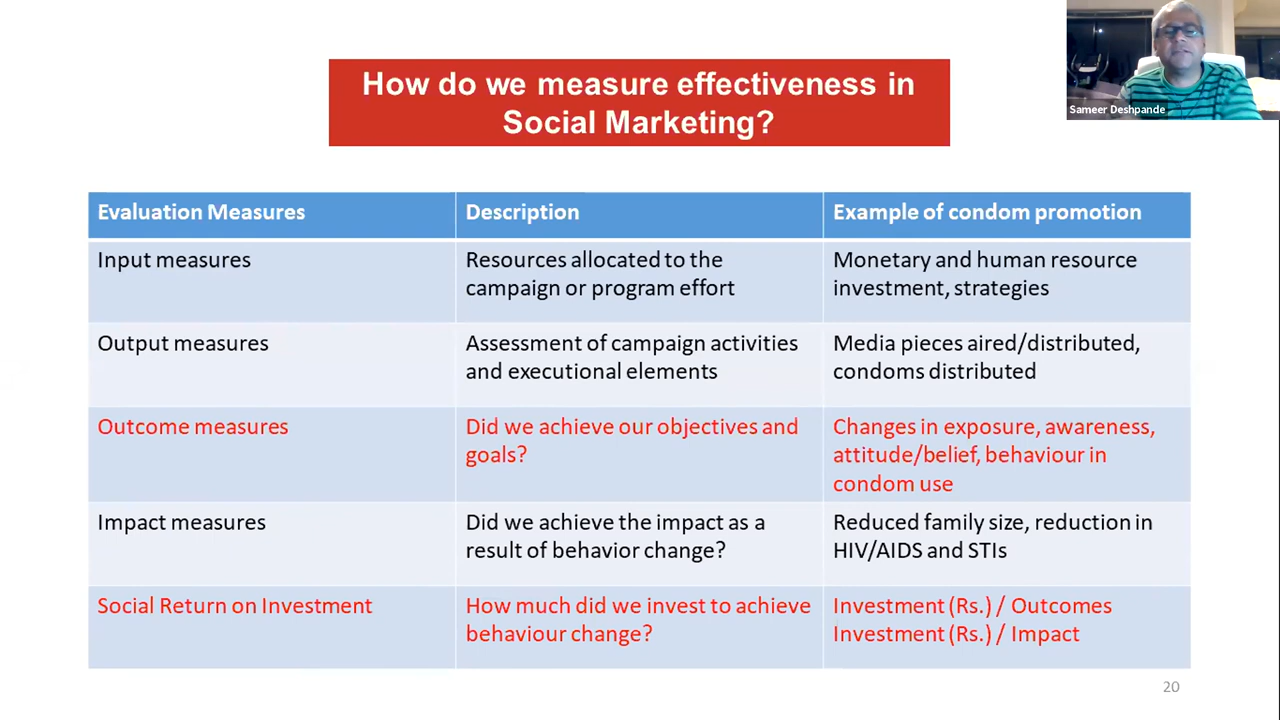 How do we measure effectiveness in
Social Marketing?
Sameer Deshpande
Evaluation Measures
Description
Example of condom promotion
Input measures
Resources allocated to the
campaign or program effort
Monetary and human resource
investment, strategies
Output measures
Assessment of campaign activities
and executional elements
Media pieces aired/distributed,
condoms distributed
Outcome measures
Did we achieve our objectives and
goals?
Changes in exposure, awareness,
attitude/belief, behaviour in
condom use
Impact measures
Did we achieve the impact as a
result of behavior change?
Reduced family size, reduction in
HIV/AIDS and STIs
Social Return on Investment
How much did we invest to achieve
behaviour change?
Investment (Rs.) / Outcomes
Investment (Rs.) / Impact
20